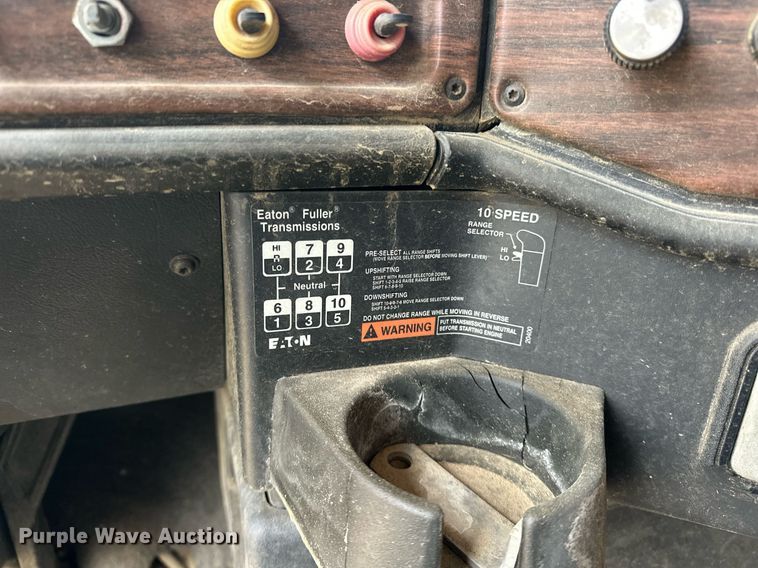 Eaton® Fuller®
Transmissions
10 SPEED
RANGE
SELECTOR
HI
LO
HI
R
LO
7
2
9
4
Neutral
6
1
8
3
10
5
PRE-SELECT ALL RANGE SHIFTS
(MOVE RANGE SELECTOR BEFORE MOVING SHIFT LEVER)
UPSHIFTING
START WITH RANGE SELECTOR DOWN
SHIFT 1-2-3-4-5 RAISE RANGE SELECTOR
SHIFT 6-7-8-9-10
DOWNSHIFTING
SHIFT 10-9-8-7-6 MOVE RANGE SELECTOR DOWN
SHIFT 5-4-3-2-1
DO NOT CHANGE RANGE WHILE MOVING IN REVERSE
WARNING
PUT TRANSMISSION IN NEUTRAL
BEFORE STARTING ENGINE
20400
EATON
Purple Wave Auction